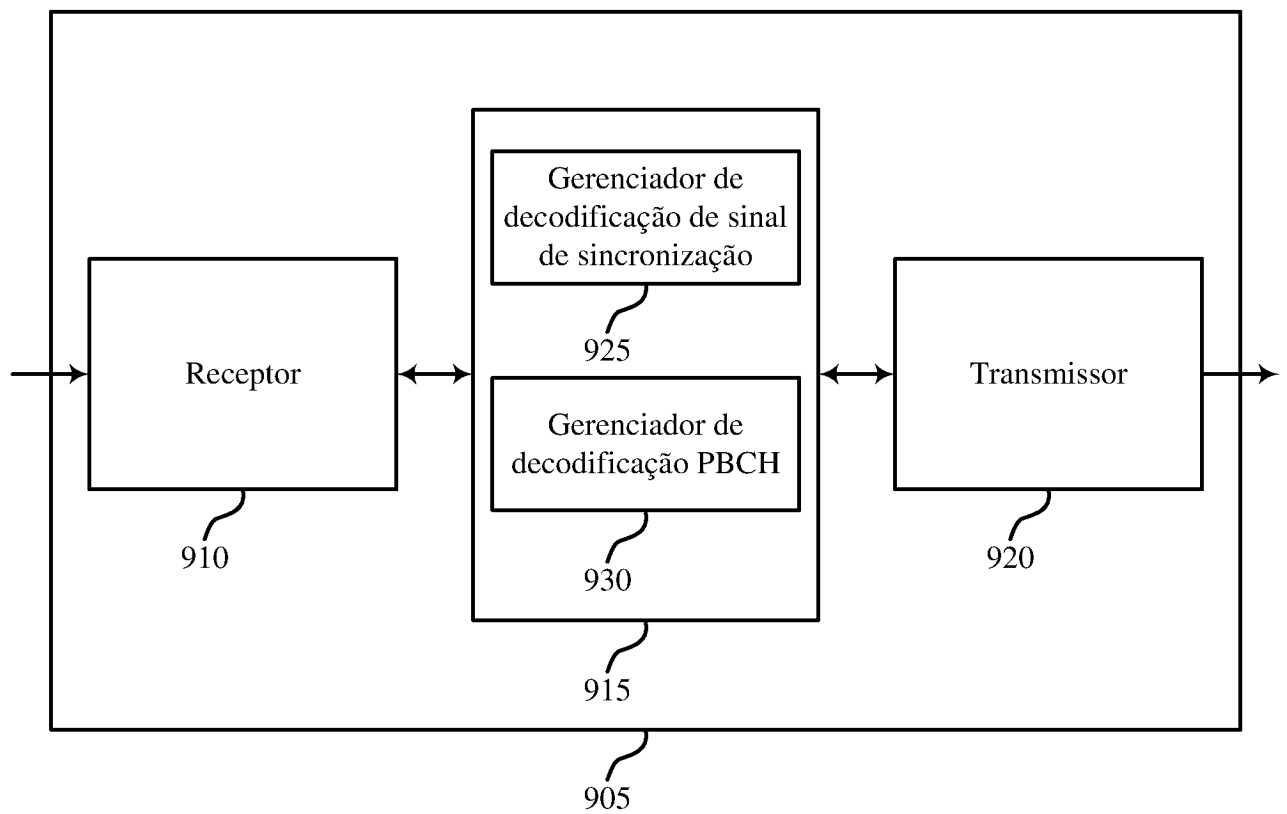 Gerenciador de
decodificação de sinal
de sincronização
925
Receptor
910
Gerenciador de
decodificação PBCH
930
Transmissor
920
915
905